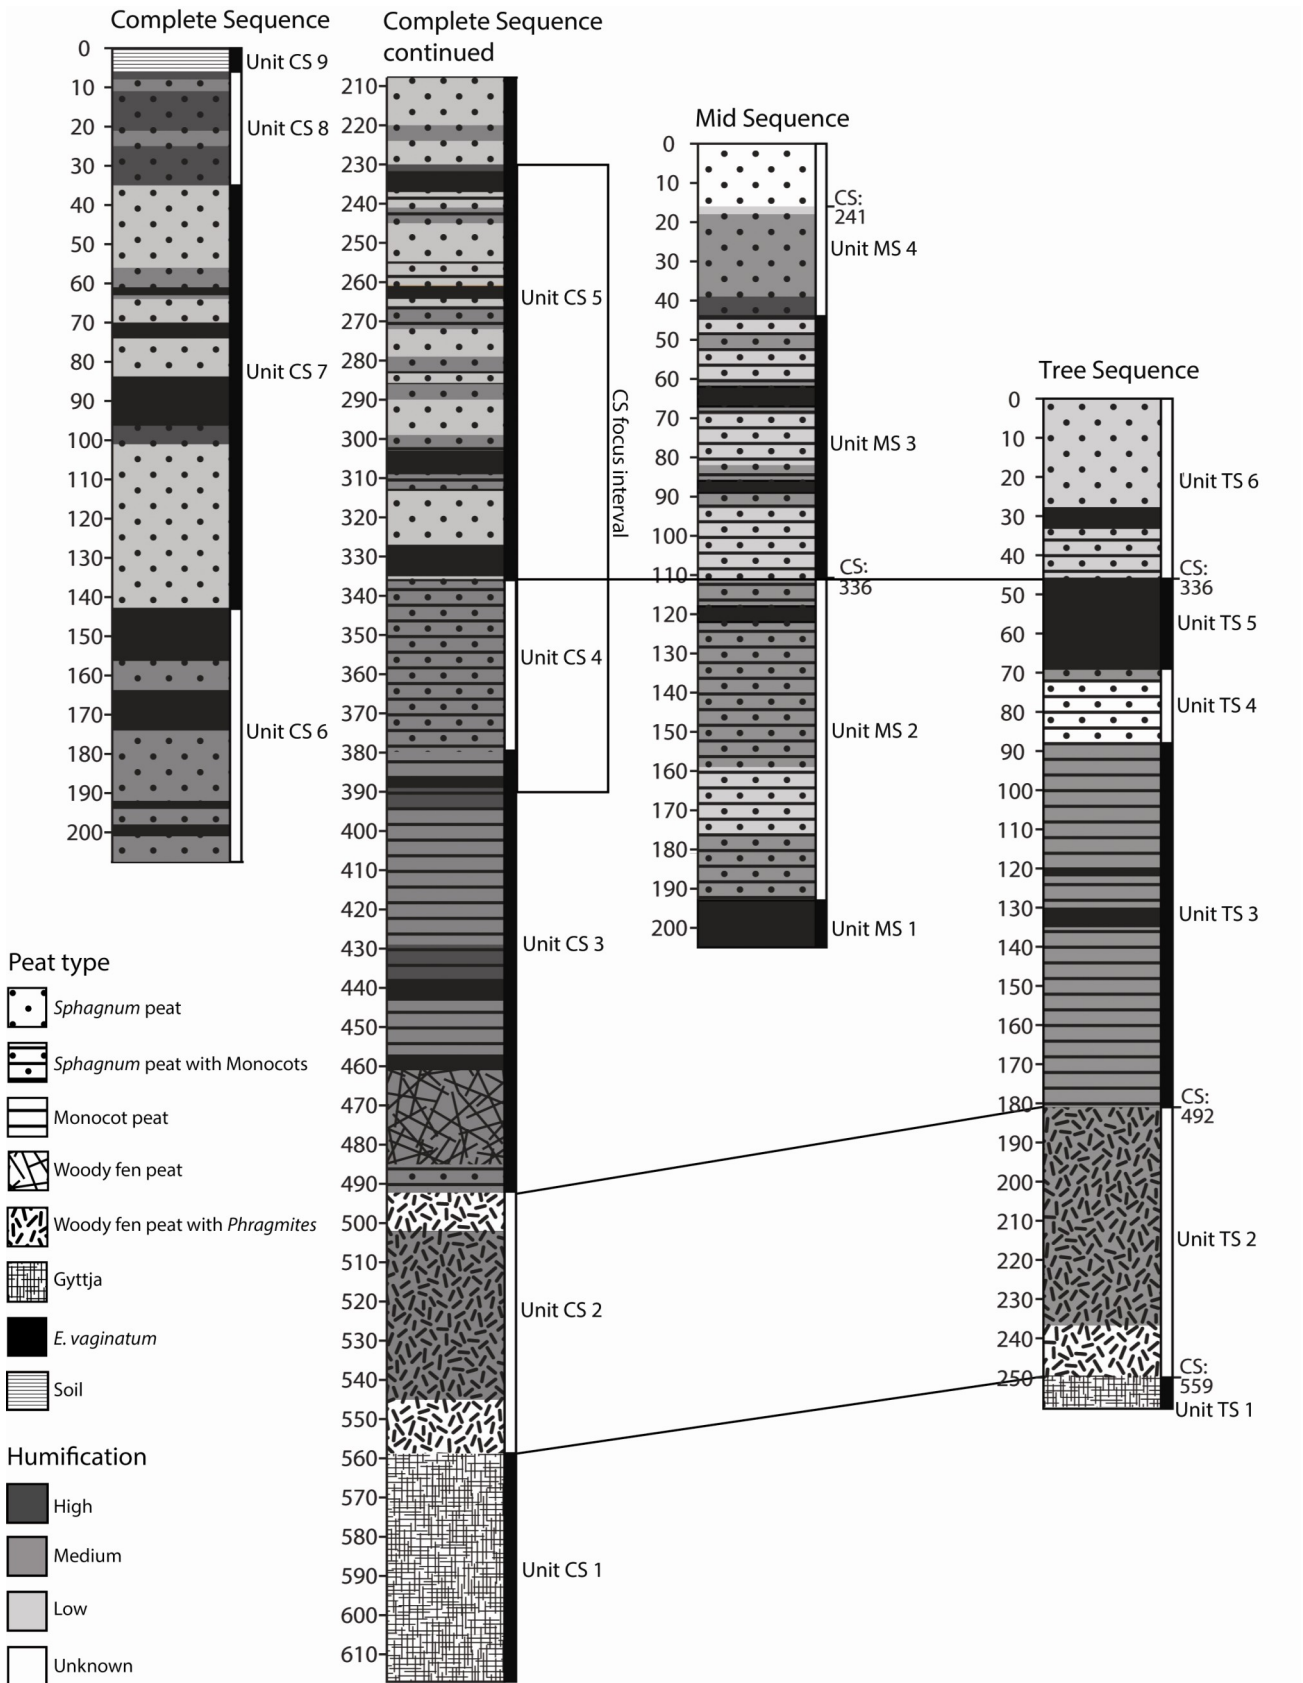 Complete Sequence
0
10
20
30
40
50
60
70
80
90
100
110
120
130
140
150
160
170
180
190
200
Unit CS 9
Unit CS 8
Unit CS 7
Unit CS 6
Complete Sequence
continued
210
220
230
240
250
260
270
280
290
300
310
320
330
340
350
360
370
380
390
400
410
420
430
440
450
460
470
480
490
500
510
520
530
540
550
560
570
580
590
600
610
Unit CS 5
CS focus interval
Unit CS 4
Unit CS 3
Unit CS 2
Unit CS 1
Mid Sequence
0
10
20
30
40
50
60
70
80
90
100
110
120
130
140
150
160
170
180
190
200
CS:
241
Unit MS 4
Unit MS 3
CS:
336
Unit MS 2
Unit MS 1
Tree Sequence
0
10
20
30
40
50
60
70
80
90
100
110
120
130
140
150
160
170
180
190
200
210
220
230
240
250
Unit TS 6
CS:
336
Unit TS 5
Unit TS 4
Unit TS 3
CS:
492
Unit TS 2
CS:
559
Unit TS 1
Peat type
Sphagnum peat
Sphagnum peat with Monocots
Monocot peat
Woody fen peat
Woody fen peat with Phragmites
Gyttja
E. vaginatum
Soil
Humification
High
Medium
Low
Unknown